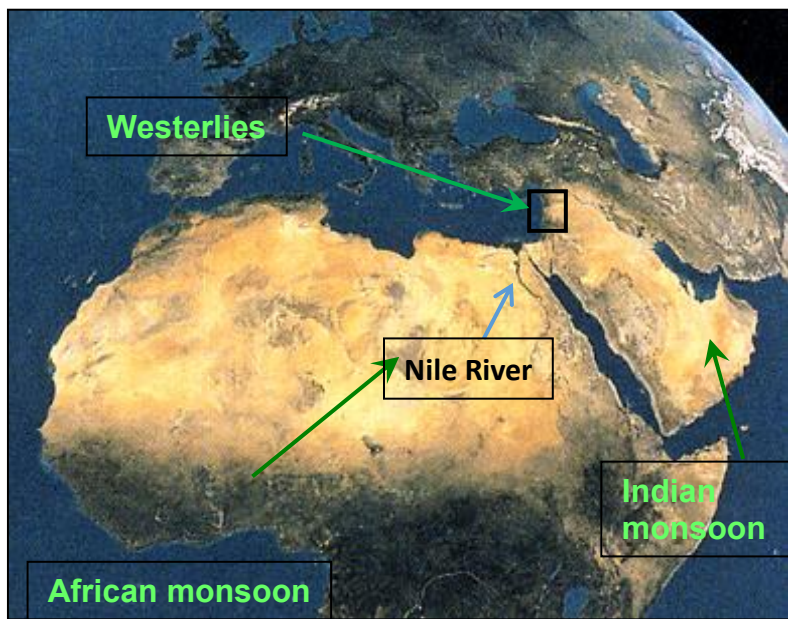 Westerlies
Nile River
Indian
monsoon
African monsoon